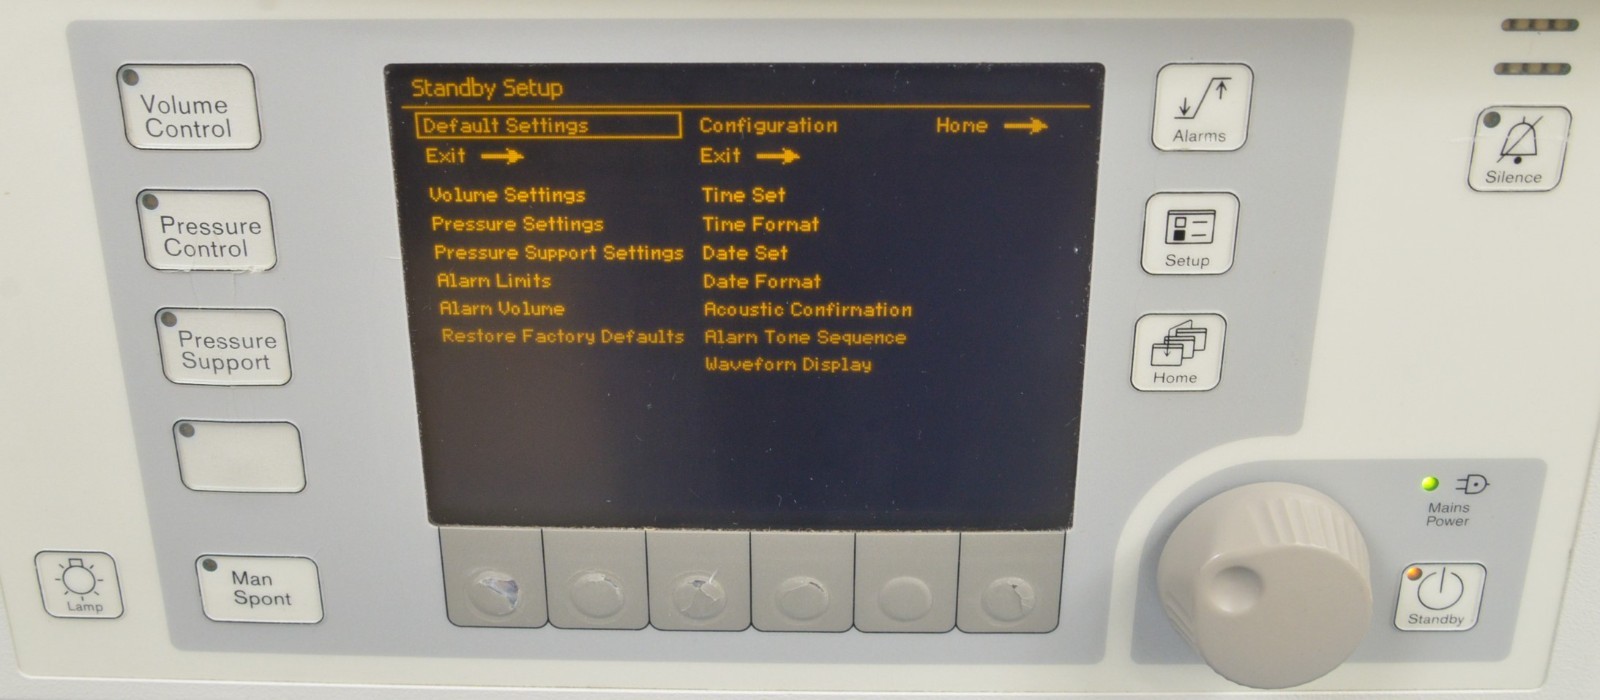 Volume
Control
Pressure
Control
Pressure
Support
Man
Spont
Lamp
Standby Setup
Default Settings
Exit
Volume Settings
Pressure Settings
Pressure Support Settings
Alarm Limits
Alarm Volume
Restore Factory Defaults
Configuration
Exit
Time Set
Time Format
Date Set
Date Format
Acoustic Confirmation
Alarm Tone Sequence
Waveform Display
Home
Alarms
Setup
Home
Silence
Mains
Power
Standby